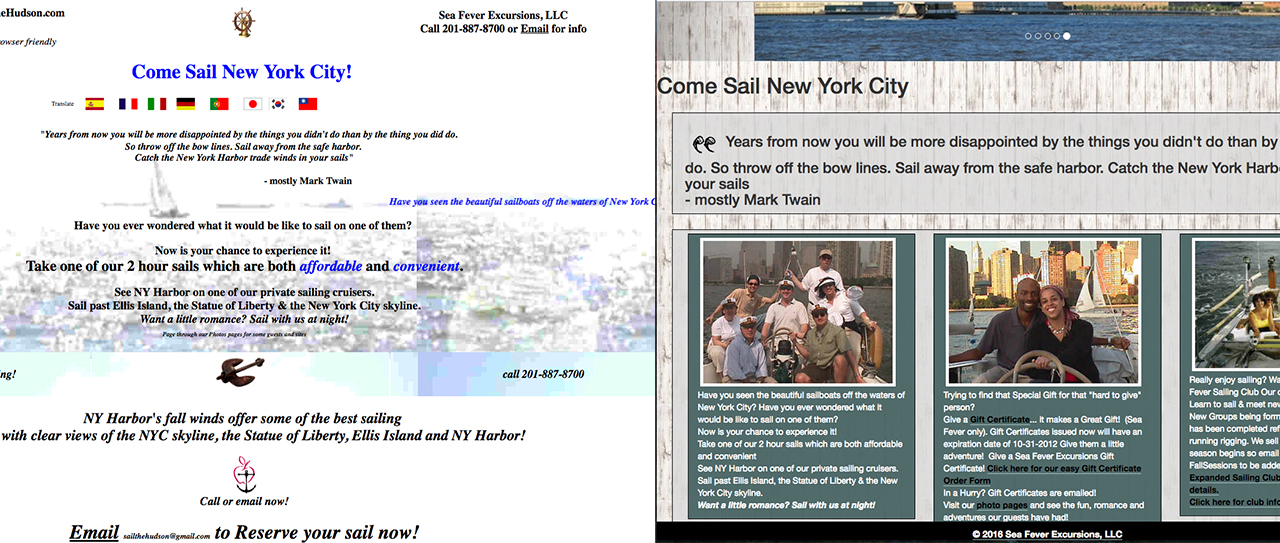 heHudson.com
Sea Fever Excursions, LLC
Call 201-887-8700 or Email for info
owser friendly
Come Sail New York City!
Translate
"Years from now you will be more disappointed by the things you didn't do than by the thing you did do.
So throw off the bow lines. Sail away from the safe harbor.
Catch the New York Harbor trade winds in your sails"
- mostly Mark Twain
Have you seen the beautiful sailboats off the waters of New York C
Have you ever wondered what it would be like to sail on one of them?
Now is your chance to experience it!
Take one of our 2 hour sails which are both affordable and convenient.
See NY Harbor on one of our private sailing cruisers.
Sail past Ellis Island, the Statue of Liberty & the New York City skyline.
Want a little romance? Sail with us at night!
Page through our Photos pages for some guests and sites
ng!
call 201-887-8700
NY Harbor's fall winds offer some of the best sailing
with clear views of the NYC skyline, the Statue of Liberty, Ellis Island and NY Harbor!
Call or email now!
Email sailthehudson@gmail.com to Reserve your sail now!
Come Sail New York City
Years from now you will be more disappointed by the things you didn't do than by
do. So throw off the bow lines. Sail away from the safe harbor. Catch the New York Harb
your sails
- mostly Mark Twain
Have you seen the beautiful sailboats off the waters of
New York City? Have you ever wondered what it
would be like to sail on one of them?
Now is your chance to experience it!
Take one of our 2 hour sails which are both affordable
and convenient
See NY Harbor on one of our private sailing cruisers.
Sail past Ellis Island, the Statue of Liberty & the New
York City skyline.
Want a little romance? Sail with us at night!
Trying to find that Special Gift for that "hard to give"
person?
Give a Gift Certificate... It makes a Great Gift! (Sea
Fever only). Gift Certificates issued now will have an
expiration date of 10-31-2012 Give them a little
adventure! Give a Sea Fever Excursions Gift
Certificate! Click here for our easy Gift Certificate
Order Form
In a Hurry? Gift Certificates are emailed!
Visit our photo pages and see the fun, romance and
adventures our guests have had!
Really enjoy sailing? Wa
Fever Sailing Club Our c
Learn to sail & meet new
New Groups being form
has been completed ref
running rigging. We sell
season begins so email
FallSessions to be adde
Expanded Sailing Club
details.
Click here for club info
© 2016 Sea Fever Excursions, LLC